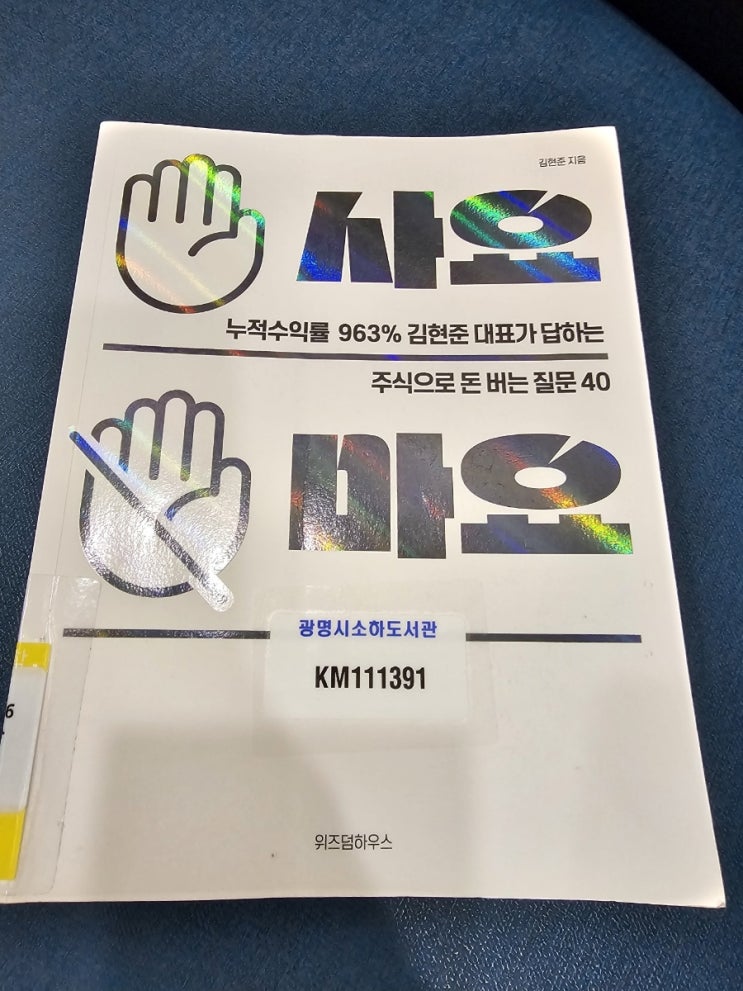 김현준 지음
사요
누적수익률 963% 김현준 대표가 답하는
주식으로 돈 버는 질문 40
마요
광명시소하도서관
KM111391
위즈덤하우스